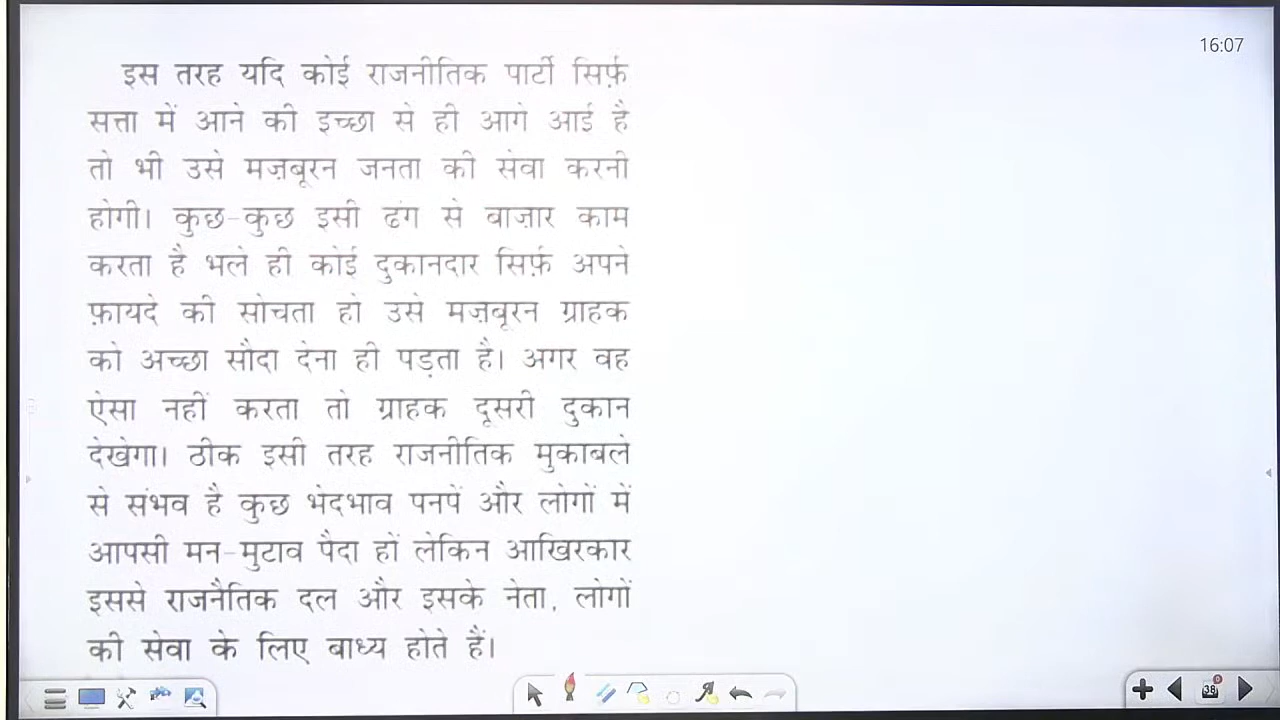 16:07
इस तरह यदि कोई राजनीतिक पार्टी सिर्फ़
सत्ता में आने की इच्छा से ही आगे आई है
तो भी उसे मज़बूरन जनता की सेवा करनी
होगी। कुछ-कुछ इसी ढंग से बाज़ार काम
करता है भले ही कोई दुकानदार सिर्फ़ अपने
फ़ायदे की सोचता हो उसे मज़बूरन ग्राहक
को अच्छा सौदा देना ही पड़ता है। अगर वह
ऐसा नहीं करता तो ग्राहक दूसरी दुकान
देखेगा। ठीक इसी तरह राजनीतिक मुकाबले
से संभव है कुछ भेदभाव पनपें और लोगों में
आपसी मन-मुटाव पैदा हों लेकिन आखिरकार
इससे राजनैतिक दल और इसके नेता, लोगों
की सेवा के लिए बाध्य होते हैं।
38